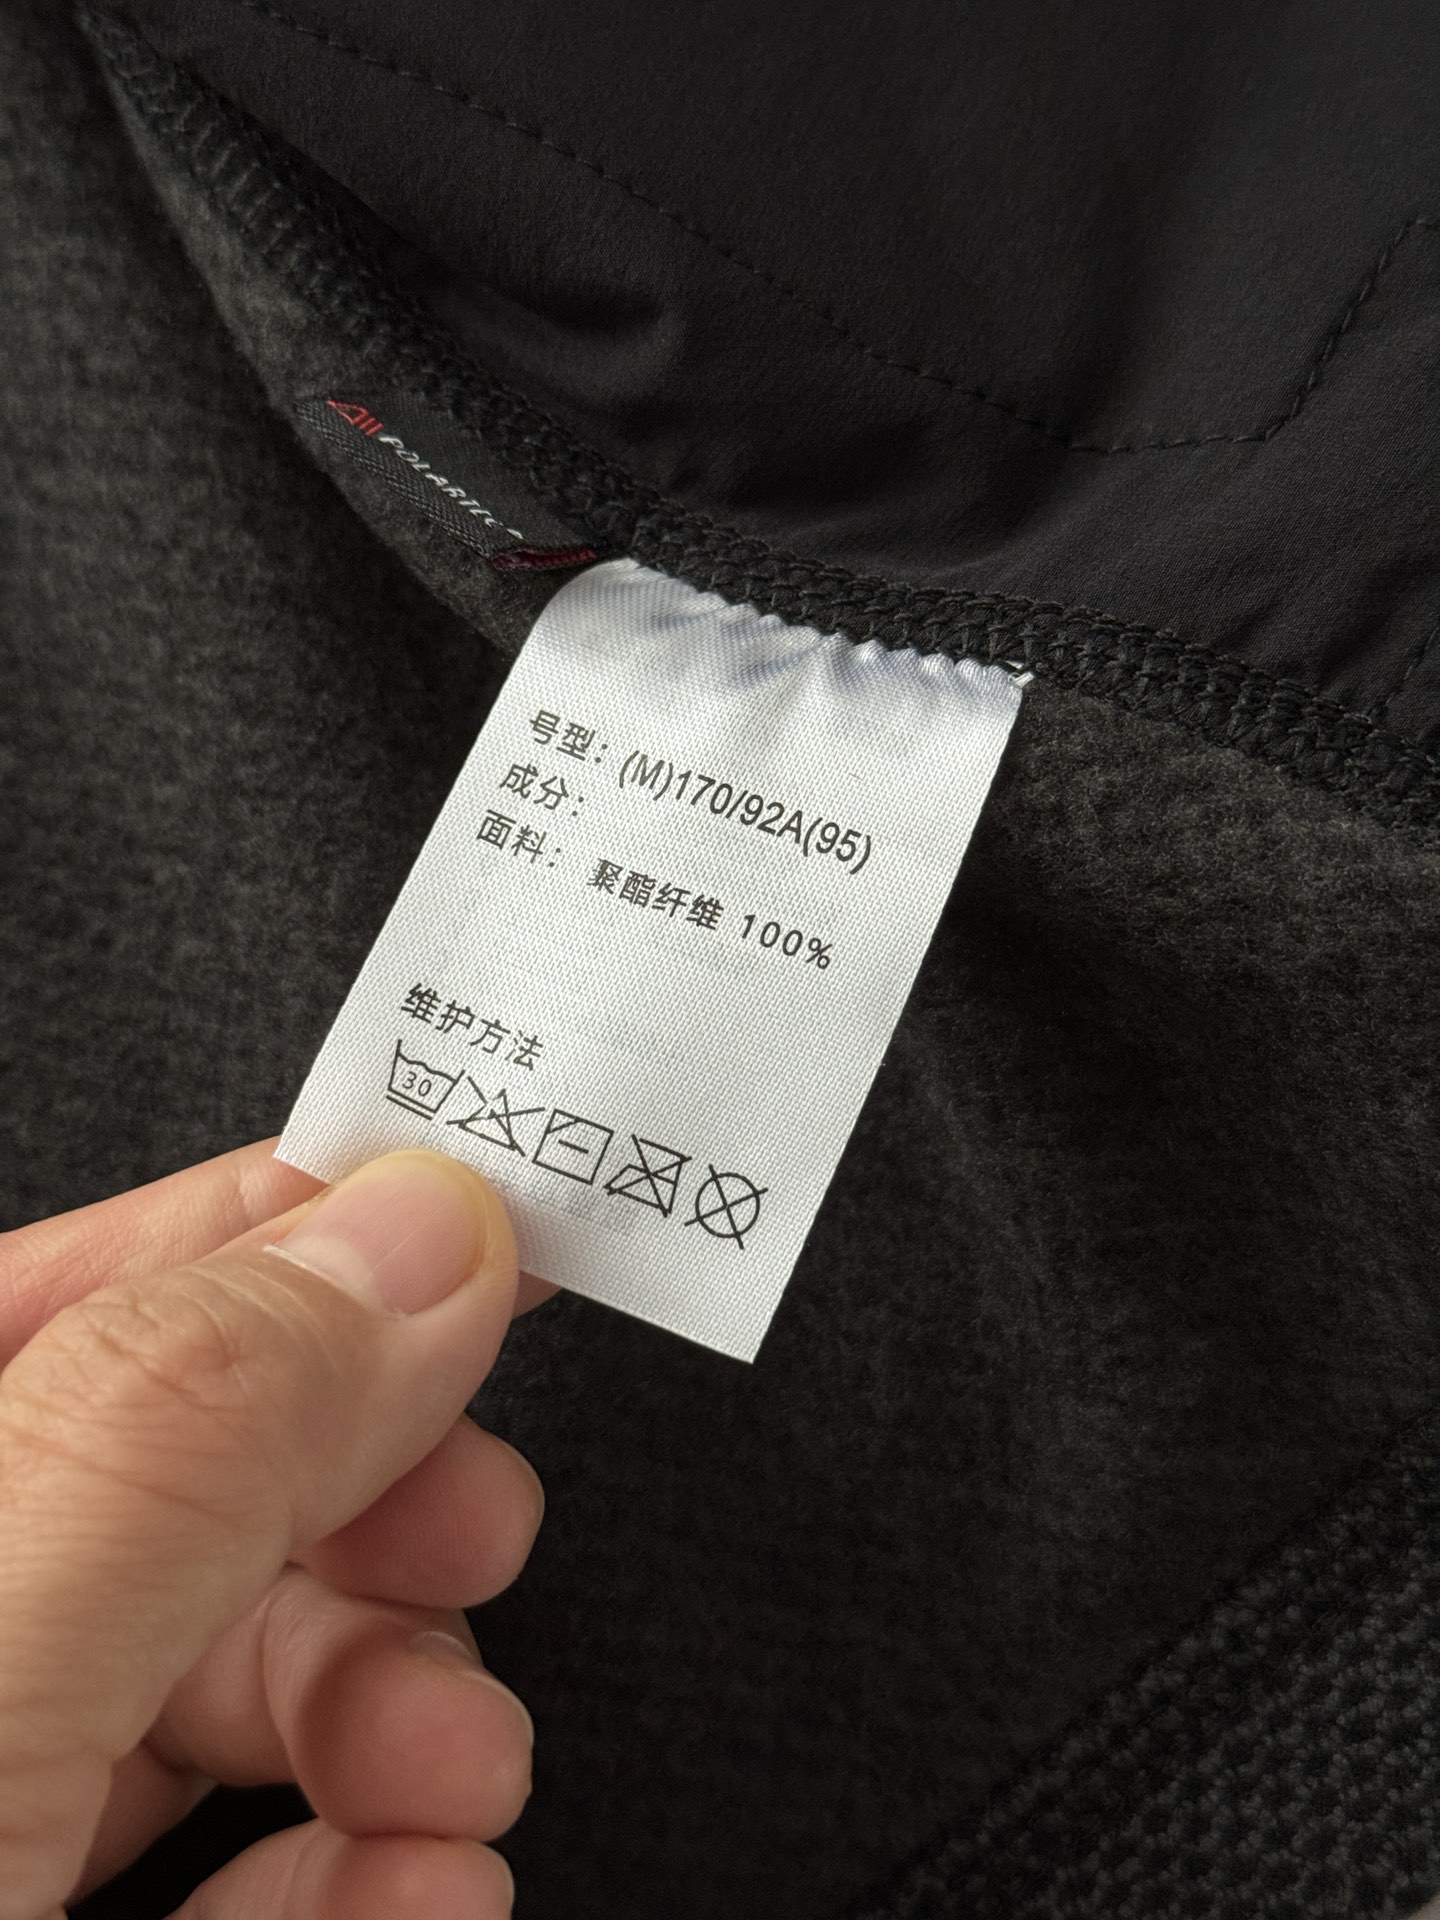 POLARTEC
号型：(M)170/92A(95)
成分：
面料： 聚酯纤维 100%
维护方法
30